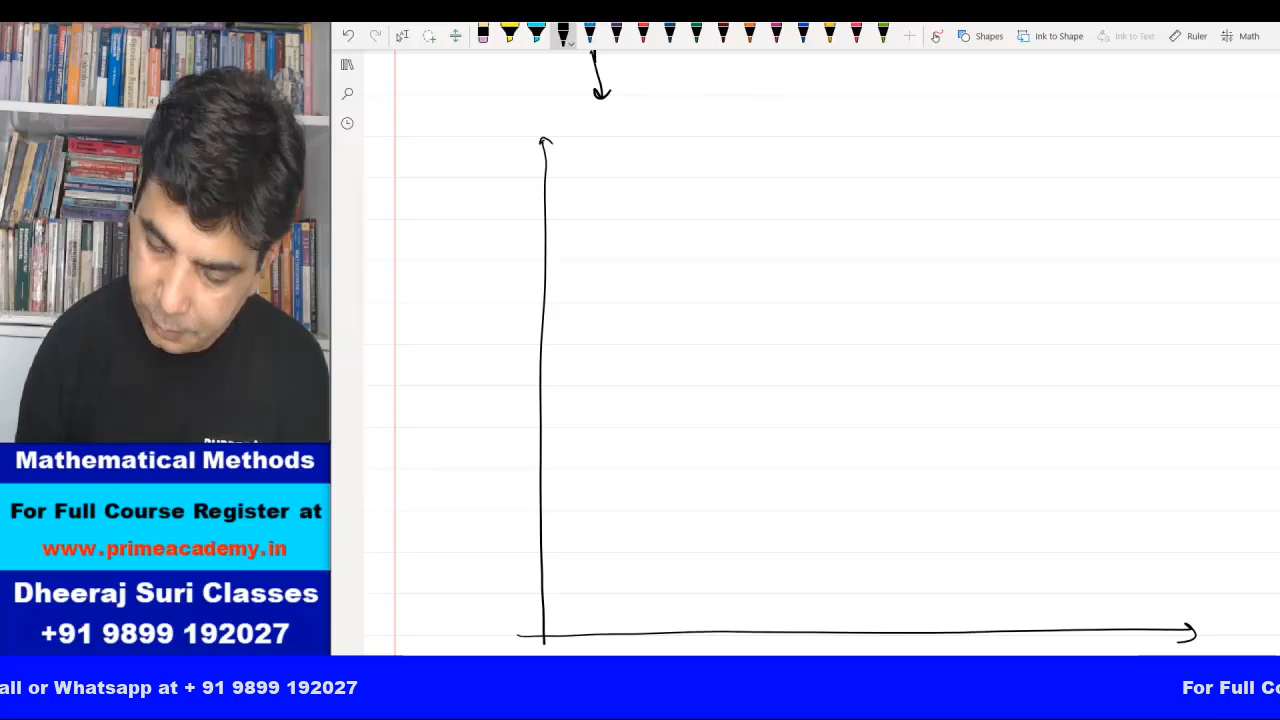 Shapes
Ink to Shape
Ink to Text
Ruler
Math
Mathematical Methods
For Full Course Register at
www.primeacademy.in
Dheeraj Suri Classes
+91 9899 192027
all or Whatsapp at + 91 9899 192027
For Full Co